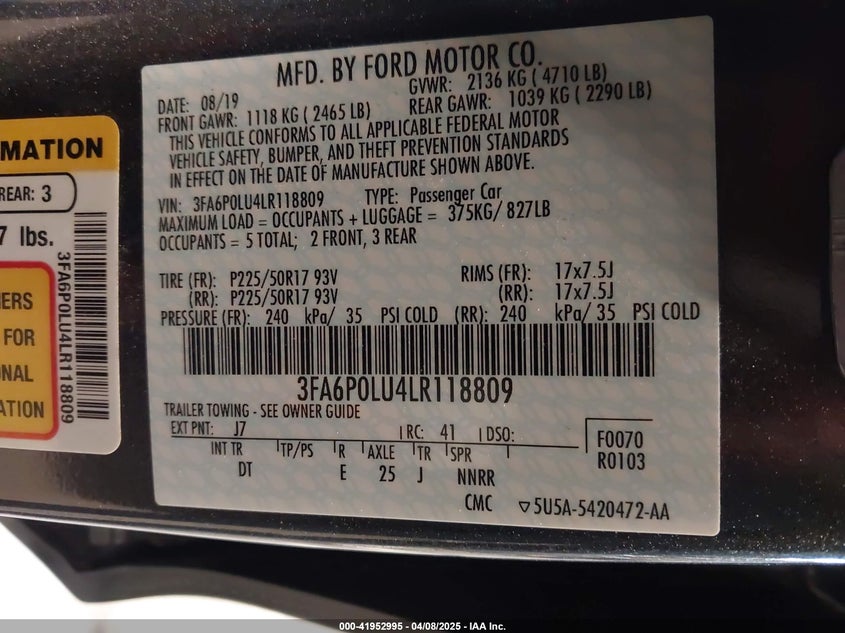 MATION
REAR: 3
7 lbs.
3FA6P0LU4LR118809
ERS
FOR
NAL
ATION
MFD. BY FORD MOTOR CO.
DATE: 08/19
GVWR: 2136 KG ( 4710 LB)
FRONT GAWR: 1118 KG ( 2465 LB)
REAR GAWR: 1039 KG ( 2290 LB)
THIS VEHICLE CONFORMS TO ALL APPLICABLE FEDERAL MOTOR
VEHICLE SAFETY, BUMPER, AND THEFT PREVENTION STANDARDS
IN EFFECT ON THE DATE OF MANUFACTURE SHOWN ABOVE.
VIN: 3FA6P0LU4LR118809 TYPE: Passenger Car
MAXIMUM LOAD = OCCUPANTS + LUGGAGE = 375KG/ 827LB
OCCUPANTS = 5 TOTAL; 2 FRONT, 3 REAR
TIRE (FR): P225/50R17 93V RIMS (FR): 17x7.5J
(RR): P225/50R17 93V (RR): 17x7.5J
PRESSURE (FR): 240 kPa/ 35 PSI COLD (RR): 240 kPa/ 35 PSI COLD
3FA6P0LU4LR118809
TRAILER TOWING - SEE OWNER GUIDE
EXT PNT: J7 RC: 41 DSO:
F0070
INT TR TP/PS R AXLE TR SPR
R0103
DT E 25 J NNRR
CMC ▽5U5A-5420472-AA
000-41952995 - 04/08/2025 - IAA Inc.